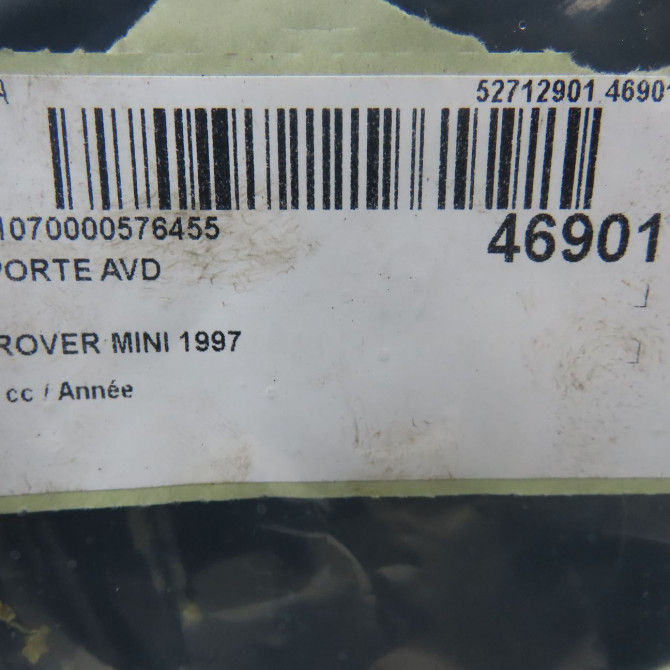 A 52712901 46901
1070000576455 46901
PORTE AVD
ROVER MINI 1997
cc / Année